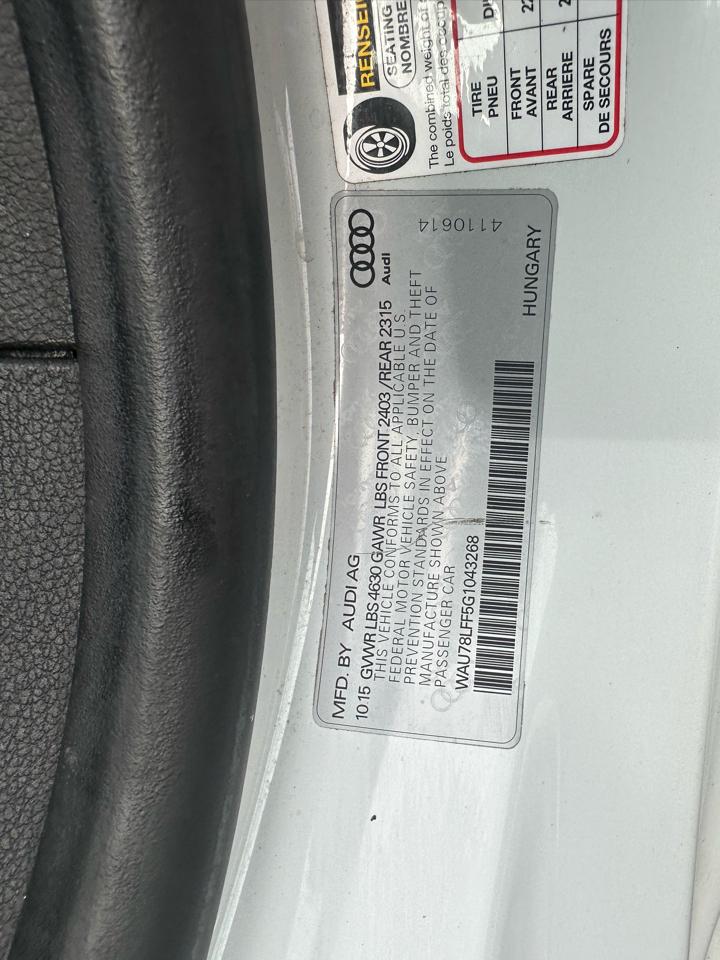 MFD. BY AUDI AG
10.15 GVWR LBS 4630 GAWR LBS FRONT 2403 /REAR 2315
THIS VEHICLE CONFORMS TO ALL APPLICABLE U.S.
FEDERAL MOTOR VEHICLE SAFETY, BUMPER AND THEFT
PREVENTION STANDARDS IN EFFECT ON THE DATE OF
MANUFACTURE SHOWN ABOVE
PASSENGER CAR
WAU78LFF5G1043268
Audi
4110614
HUNGARY
SEATING
NOMBRE
The combined weight of
Le poids total des
TIRE
PNEU
FRONT
AVANT
REAR
ARRIERE
SPARE
DE SECOURS